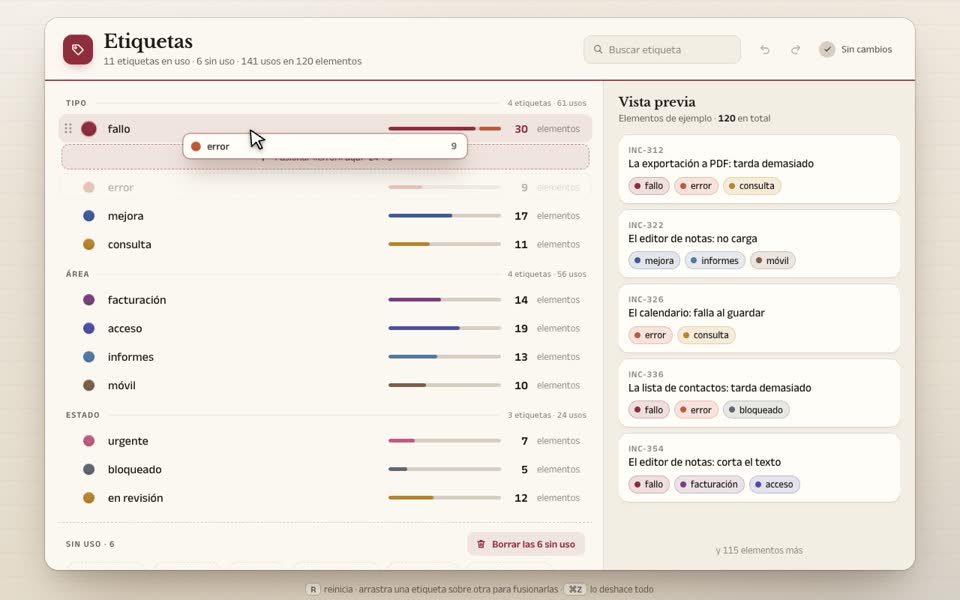 Etiquetas
11 etiquetas en uso · 6 sin uso · 141 usos en 120 elementos
Buscar etiqueta
Sin cambios
TIPO
4 etiquetas · 61 usos
fallo
30 elementos
error 9
error
9 elementos
mejora
17 elementos
consulta
11 elementos
ÁREA
4 etiquetas · 56 usos
facturación
14 elementos
acceso
19 elementos
informes
13 elementos
móvil
10 elementos
ESTADO
3 etiquetas · 24 usos
urgente
7 elementos
bloqueado
5 elementos
en revisión
12 elementos
SIN USO · 6
Borrar las 6 sin uso
Vista previa
Elementos de ejemplo · 120 en total
INC-312
La exportación a PDF: tarda demasiado
fallo error consulta
INC-322
El editor de notas: no carga
mejora informes móvil
INC-326
El calendario: falla al guardar
error consulta
INC-336
La lista de contactos: tarda demasiado
fallo error bloqueado
INC-354
El editor de notas: corta el texto
fallo facturación acceso
y 115 elementos más
R reinicia · arrastra una etiqueta sobre otra para fusionarlas · ⌘Z lo deshace todo